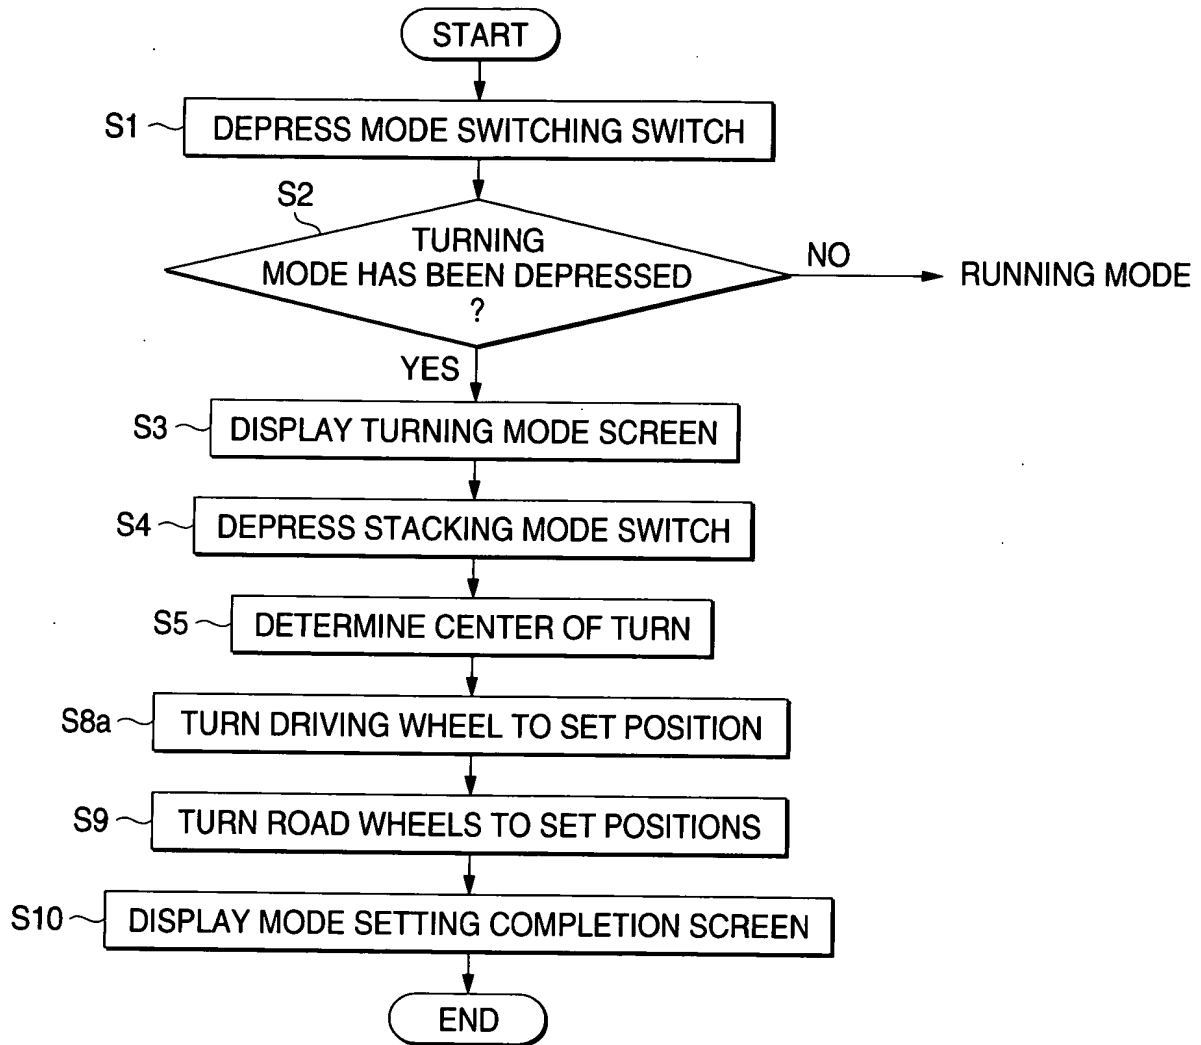 START
S1 DEPRESS MODE SWITCHING SWITCH
S2
TURNING
MODE HAS BEEN DEPRESSED
?
NO
RUNNING MODE
YES
S3 DISPLAY TURNING MODE SCREEN
S4 DEPRESS STACKING MODE SWITCH
S5 DETERMINE CENTER OF TURN
S8a TURN DRIVING WHEEL TO SET POSITION
S9 TURN ROAD WHEELS TO SET POSITIONS
S10 DISPLAY MODE SETTING COMPLETION SCREEN
END